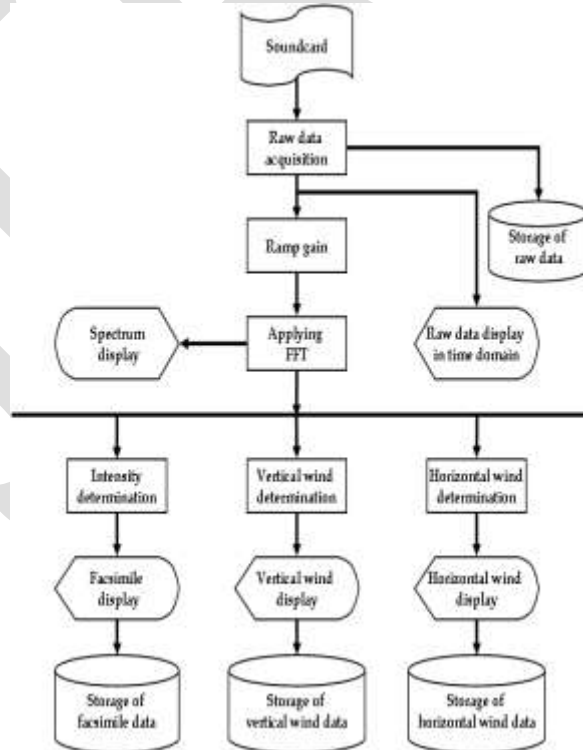 Soundcard
Raw data
acquisition
Storage of
raw data
Ramp gain
Spectrum
display
Applying
FFT
Raw data display
in time domain
Intensity
determination
Vertical wind
determination
Horizontal wind
determination
Facsimile
display
Vertical wind
display
Horizontal wind
display
Storage of
facsimile data
Storage of
vertical wind data
Storage of
horizontal wind data